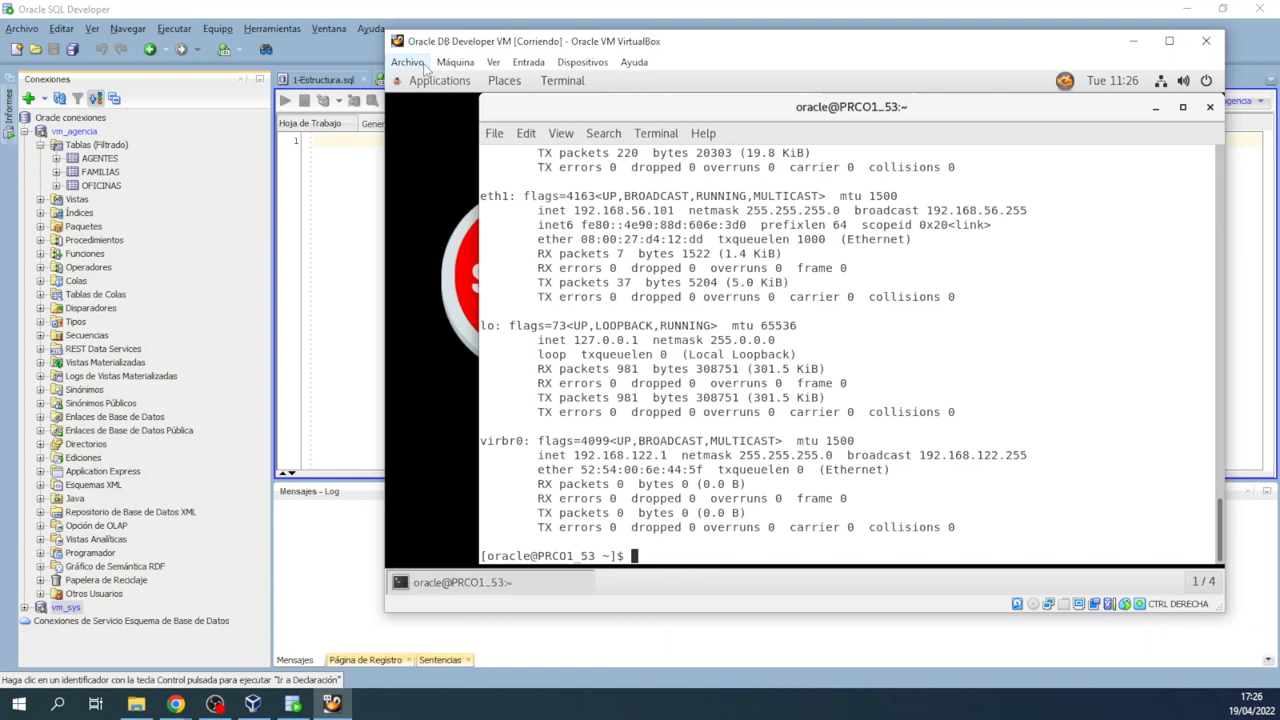 Oracle SQL Developer
Archivo Editar Ver Navegar Ejecutar Equipo Herramientas Ventana Ayuda
Conexiones
Informes
Oracle conexiones
vm_agencia
Tablas (Filtrado)
AGENTES
FAMILIAS
OFICINAS
Vistas
Índices
Paquetes
Procedimientos
Funciones
Operadores
Colas
Tablas de Colas
Disparadores
Tipos
Secuencias
REST Data Services
Vistas Materializadas
Logs de Vistas Materializadas
Sinónimos
Sinónimos Públicos
Enlaces de Base de Datos
Enlaces de Base de Datos Pública
Directorios
Ediciones
Application Express
Esquemas XML
Java
Repositorio de Base de Datos XML
Opción de OLAP
Vistas Analíticas
Programador
Gráfico de Semántica RDF
Papelera de Reciclaje
Otros Usuarios
vm_sys
Conexiones de Servicio Esquema de Base de Datos
1-Estructura.sql
Hoja de Trabajo Gener
1
gencia
Mensajes - Log
Mensajes Página de Registro Sentencias
Oracle DB Developer VM [Corriendo] - Oracle VM VirtualBox
Archivo Máquina Ver Entrada Dispositivos Ayuda
Applications Places Terminal Tue 11:26
oracle@PRCO1_53:~
File Edit View Search Terminal Help
TX packets 220 bytes 20303 (19.8 KiB)
TX errors 0 dropped 0 overruns 0 carrier 0 collisions 0
eth1: flags=4163<UP,BROADCAST,RUNNING,MULTICAST> mtu 1500
inet 192.168.56.101 netmask 255.255.255.0 broadcast 192.168.56.255
inet6 fe80::4e90:88d:606e:3d0 prefixlen 64 scopeid 0x20<link>
ether 08:00:27:d4:12:dd txqueuelen 1000 (Ethernet)
RX packets 7 bytes 1522 (1.4 KiB)
RX errors 0 dropped 0 overruns 0 frame 0
TX packets 37 bytes 5204 (5.0 KiB)
TX errors 0 dropped 0 overruns 0 carrier 0 collisions 0
lo: flags=73<UP,LOOPBACK,RUNNING> mtu 65536
inet 127.0.0.1 netmask 255.0.0.0
loop txqueuelen 0 (Local Loopback)
RX packets 981 bytes 308751 (301.5 KiB)
RX errors 0 dropped 0 overruns 0 frame 0
TX packets 981 bytes 308751 (301.5 KiB)
TX errors 0 dropped 0 overruns 0 carrier 0 collisions 0
virbr0: flags=4099<UP,BROADCAST,MULTICAST> mtu 1500
inet 192.168.122.1 netmask 255.255.255.0 broadcast 192.168.122.255
ether 52:54:00:6e:44:5f txqueuelen 0 (Ethernet)
RX packets 0 bytes 0 (0.0 B)
RX errors 0 dropped 0 overruns 0 frame 0
TX packets 0 bytes 0 (0.0 B)
TX errors 0 dropped 0 overruns 0 carrier 0 collisions 0
[oracle@PRCO1_53 ~]$
oracle@PRCO1_53:~ 1 / 4
CTRL DERECHA
Haga clic en un identificador con la tecla Control pulsada para ejecutar "Ir a Declaración"
17:26
19/04/2022